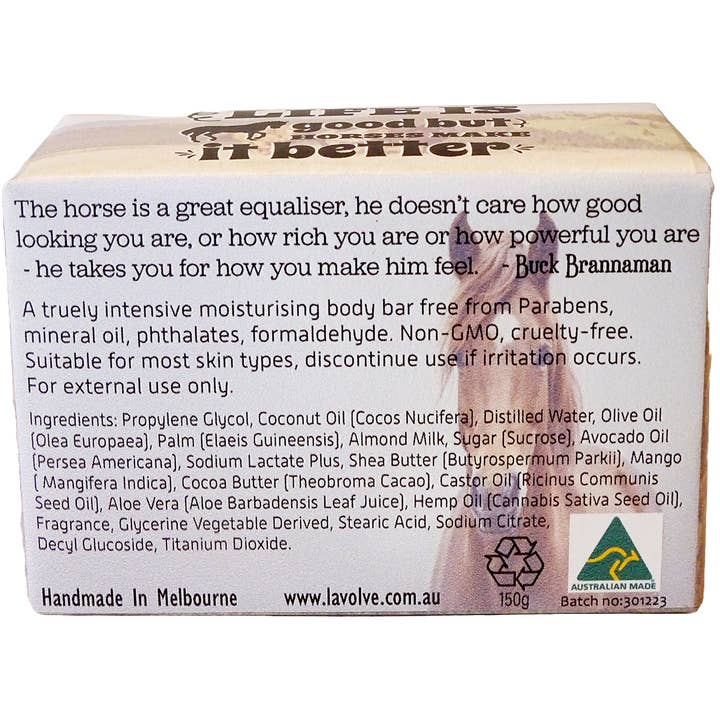 LIFE IS
good but
HORSES MAKE
it better
The horse is a great equaliser, he doesn't care how good
looking you are, or how rich you are or how powerful you are
- he takes you for how you make him feel. - Buck Brannaman
A truely intensive moisturising body bar free from Parabens,
mineral oil, phthalates, formaldehyde. Non-GMO, cruelty-free.
Suitable for most skin types, discontinue use if irritation occurs.
For external use only.
Ingredients: Propylene Glycol, Coconut Oil (Cocos Nucifera), Distilled Water, Olive Oil
(Olea Europaea), Palm (Elaeis Guineensis), Almond Milk, Sugar (Sucrose), Avocado Oil
(Persea Americana), Sodium Lactate Plus, Shea Butter (Butyrospermum Parkii), Mango
( Mangifera Indica), Cocoa Butter (Theobroma Cacao), Castor Oil (Ricinus Communis
Seed Oil), Aloe Vera (Aloe Barbadensis Leaf Juice), Hemp Oil (Cannabis Sativa Seed Oil),
Fragrance, Glycerine Vegetable Derived, Stearic Acid, Sodium Citrate,
Decyl Glucoside, Titanium Dioxide.
AUSTRALIAN MADE
Handmade In Melbourne www.lavolve.com.au 150g Batch no:301223